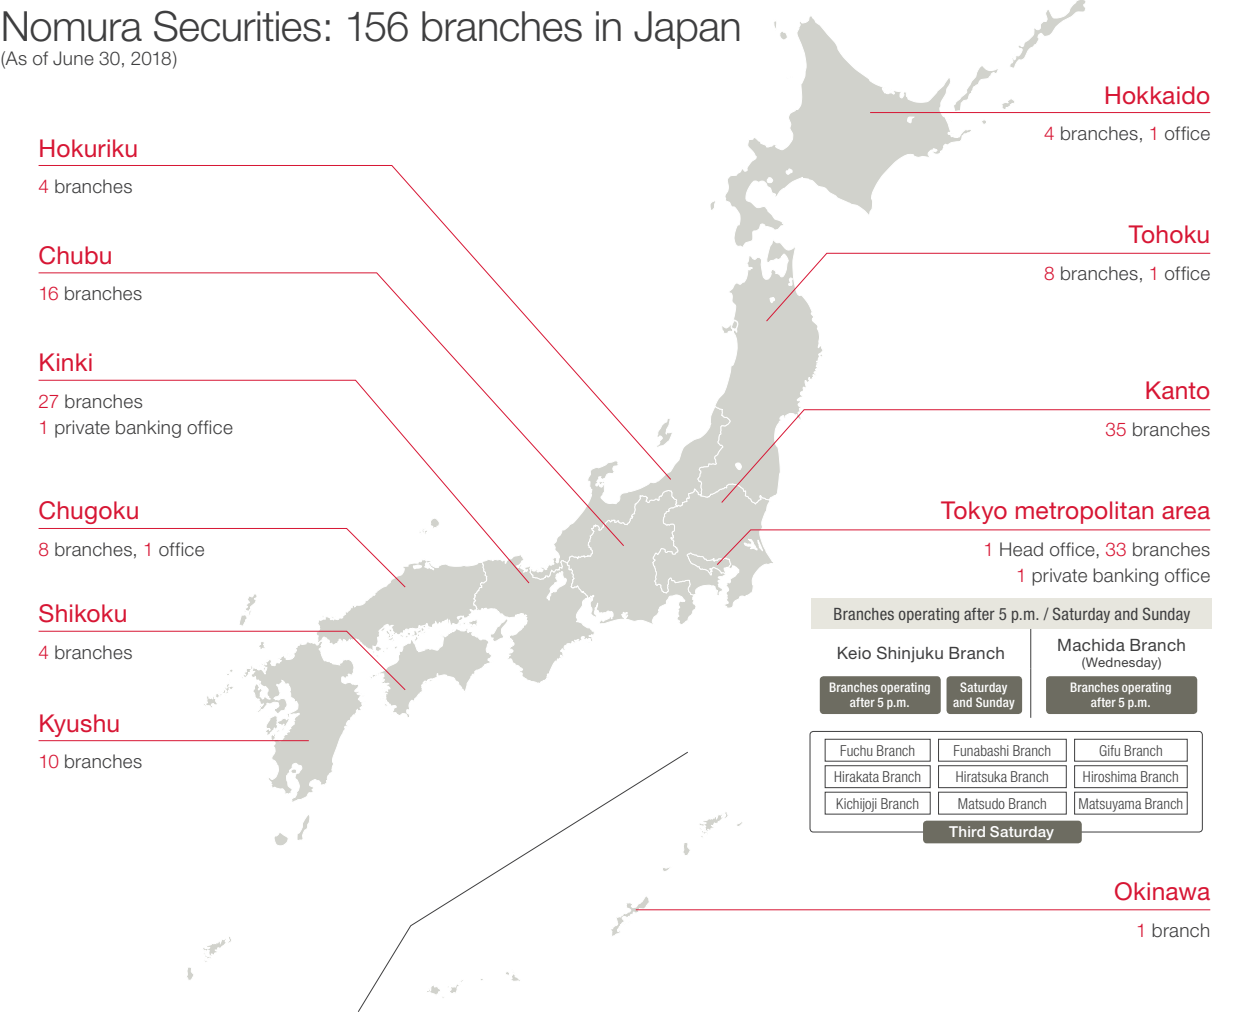 Nomura Securities: 156 branches in Japan
(As of June 30, 2018)
Hokuriku
4 branches
Chubu
16 branches
Kinki
27 branches
1 private banking office
Chugoku
8 branches, 1 office
Shikoku
4 branches
Kyushu
10 branches
Hokkaido
4 branches, 1 office
Tohoku
8 branches, 1 office
Kanto
35 branches
Tokyo metropolitan area
1 Head office, 33 branches
1 private banking office
Branches operating after 5 p.m. / Saturday and Sunday
Keio Shinjuku Branch
Branches operating
after 5 p.m.
Saturday
and Sunday
Machida Branch
(Wednesday)
Branches operating
after 5 p.m.
Fuchu Branch
Funabashi Branch
Gifu Branch
Hirakata Branch
Hiratsuka Branch
Hiroshima Branch
Kichijoji Branch
Matsudo Branch
Matsuyama Branch
Third Saturday
Okinawa
1 branch